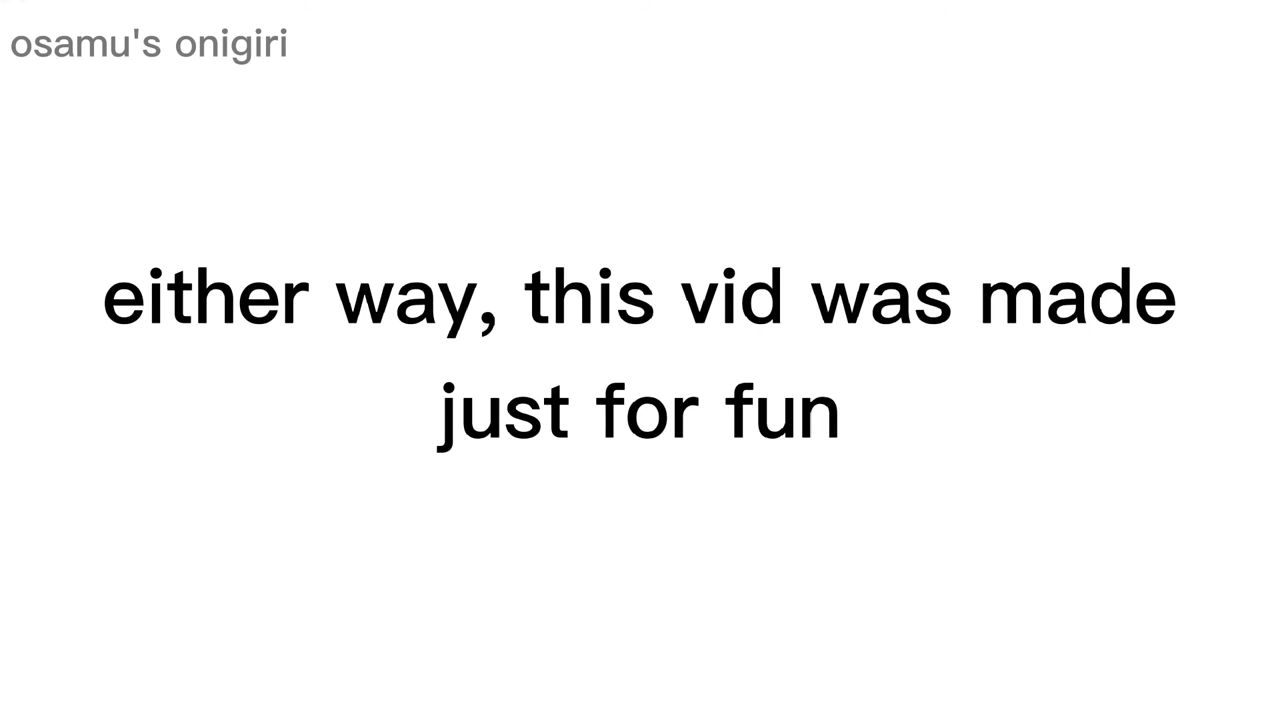 osamu's onigiri
either way, this vid was made
just for fun